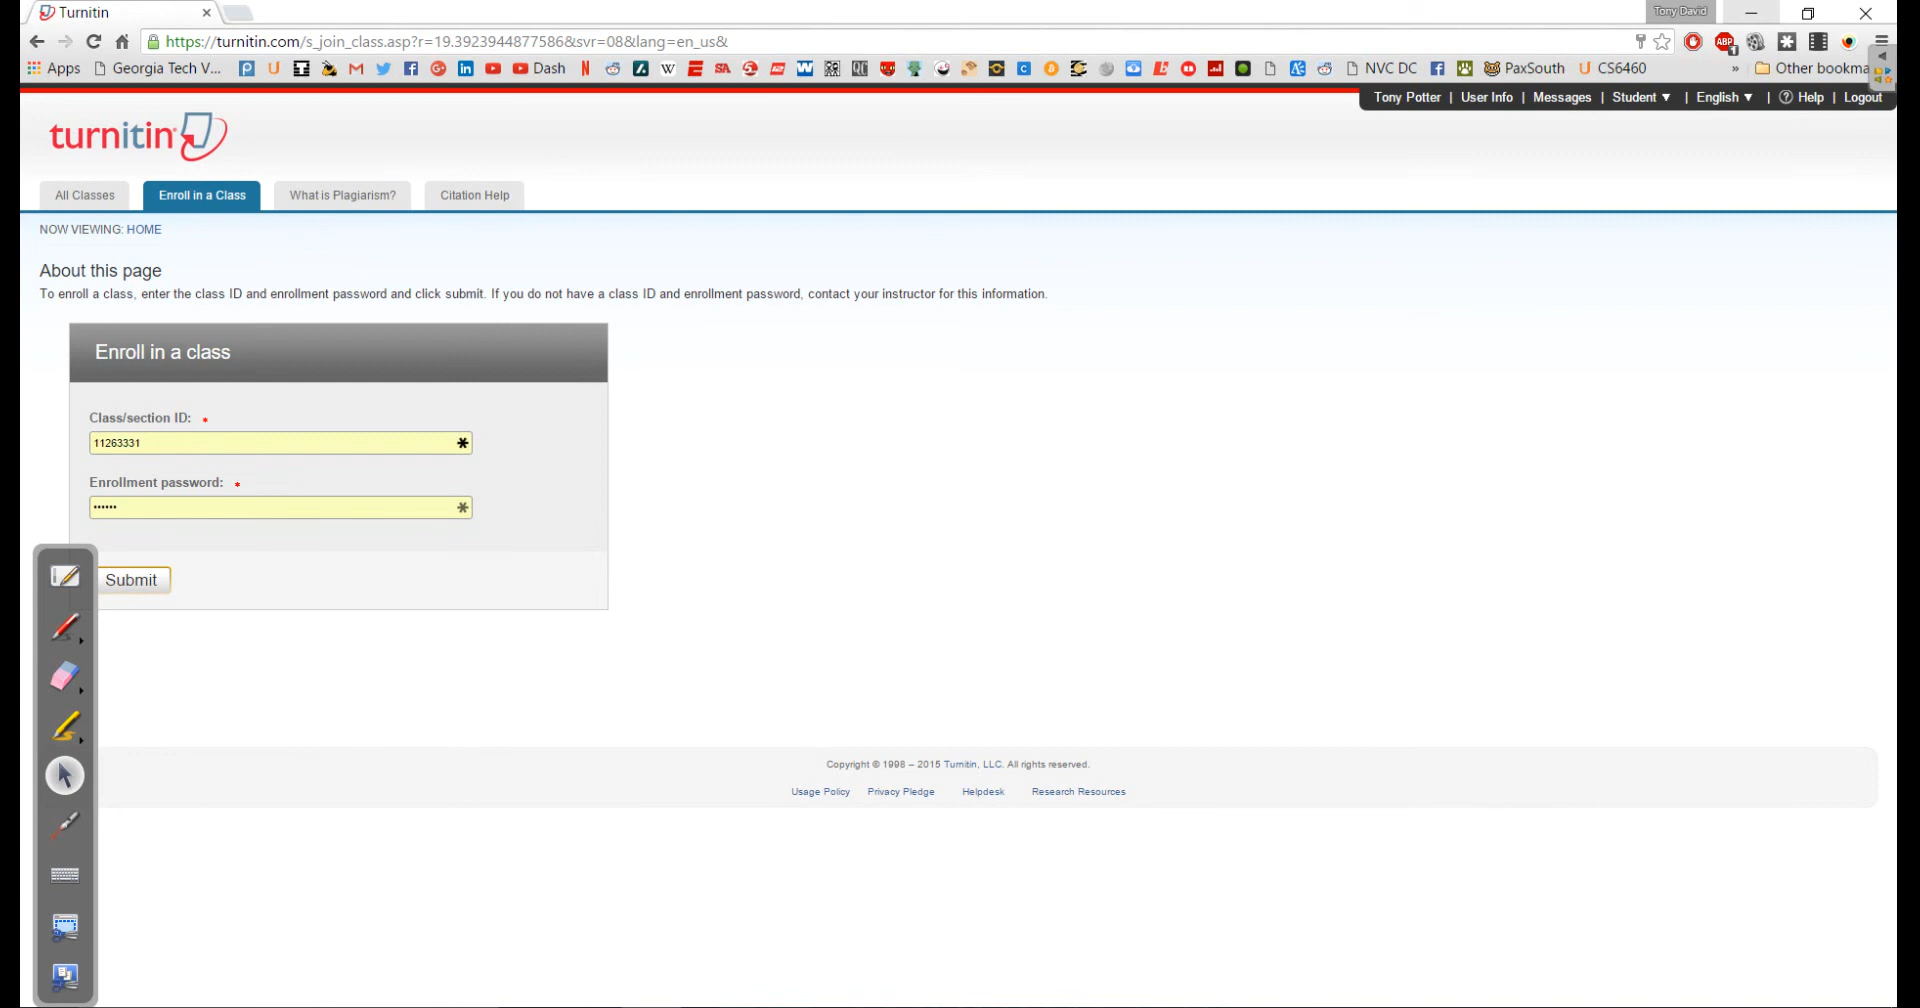 Turnitin
Tony David
https://turnitin.com/s_join_class.asp?r=19.3923944877586&svr=08&lang=en_us&
ABP 1
Apps Georgia Tech V... Dash NVC DC PaxSouth CS6460 » Other bookma
Tony Potter | User Info | Messages | Student ▼ | English ▼ | ? Help | Logout
turnitin
All Classes Enroll in a Class What is Plagiarism? Citation Help
NOW VIEWING: HOME
About this page
To enroll a class, enter the class ID and enrollment password and click submit. If you do not have a class ID and enrollment password, contact your instructor for this information.
Enroll in a class
Class/section ID: *
11263331
Enrollment password: *
••••••
Submit
Copyright © 1998 – 2015 Turnitin, LLC. All rights reserved.
Usage Policy Privacy Pledge Helpdesk Research Resources